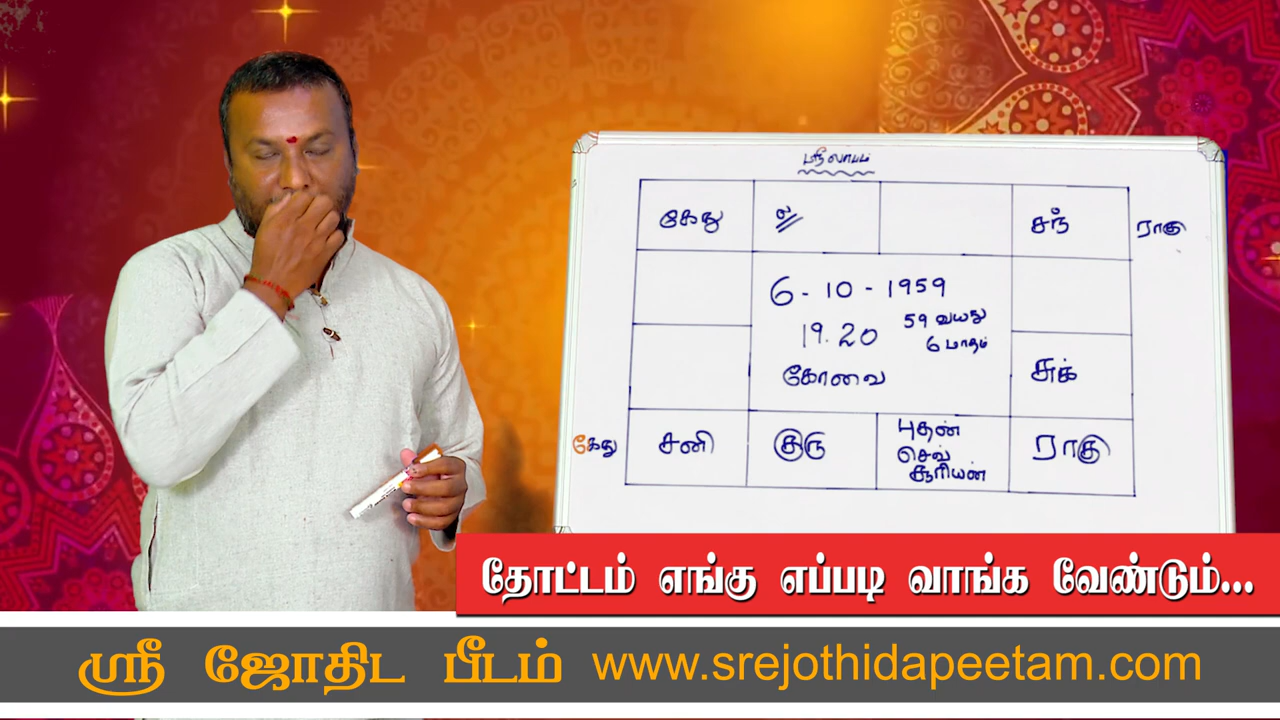 ஸ்ரீலாபம்
கேது
ல//
சந்
ராகு
6-10-1959
19.20
59 வயது
6 மாதம்
கோவை
சுக்
கேது
சனி
குரு
புதன்
செவ்
சூரியன்
ராகு
தோட்டம் எங்கு எப்படி வாங்க வேண்டும்...
ஸ்ரீ ஜோதிட பீடம் www.srejothidapeetam.com